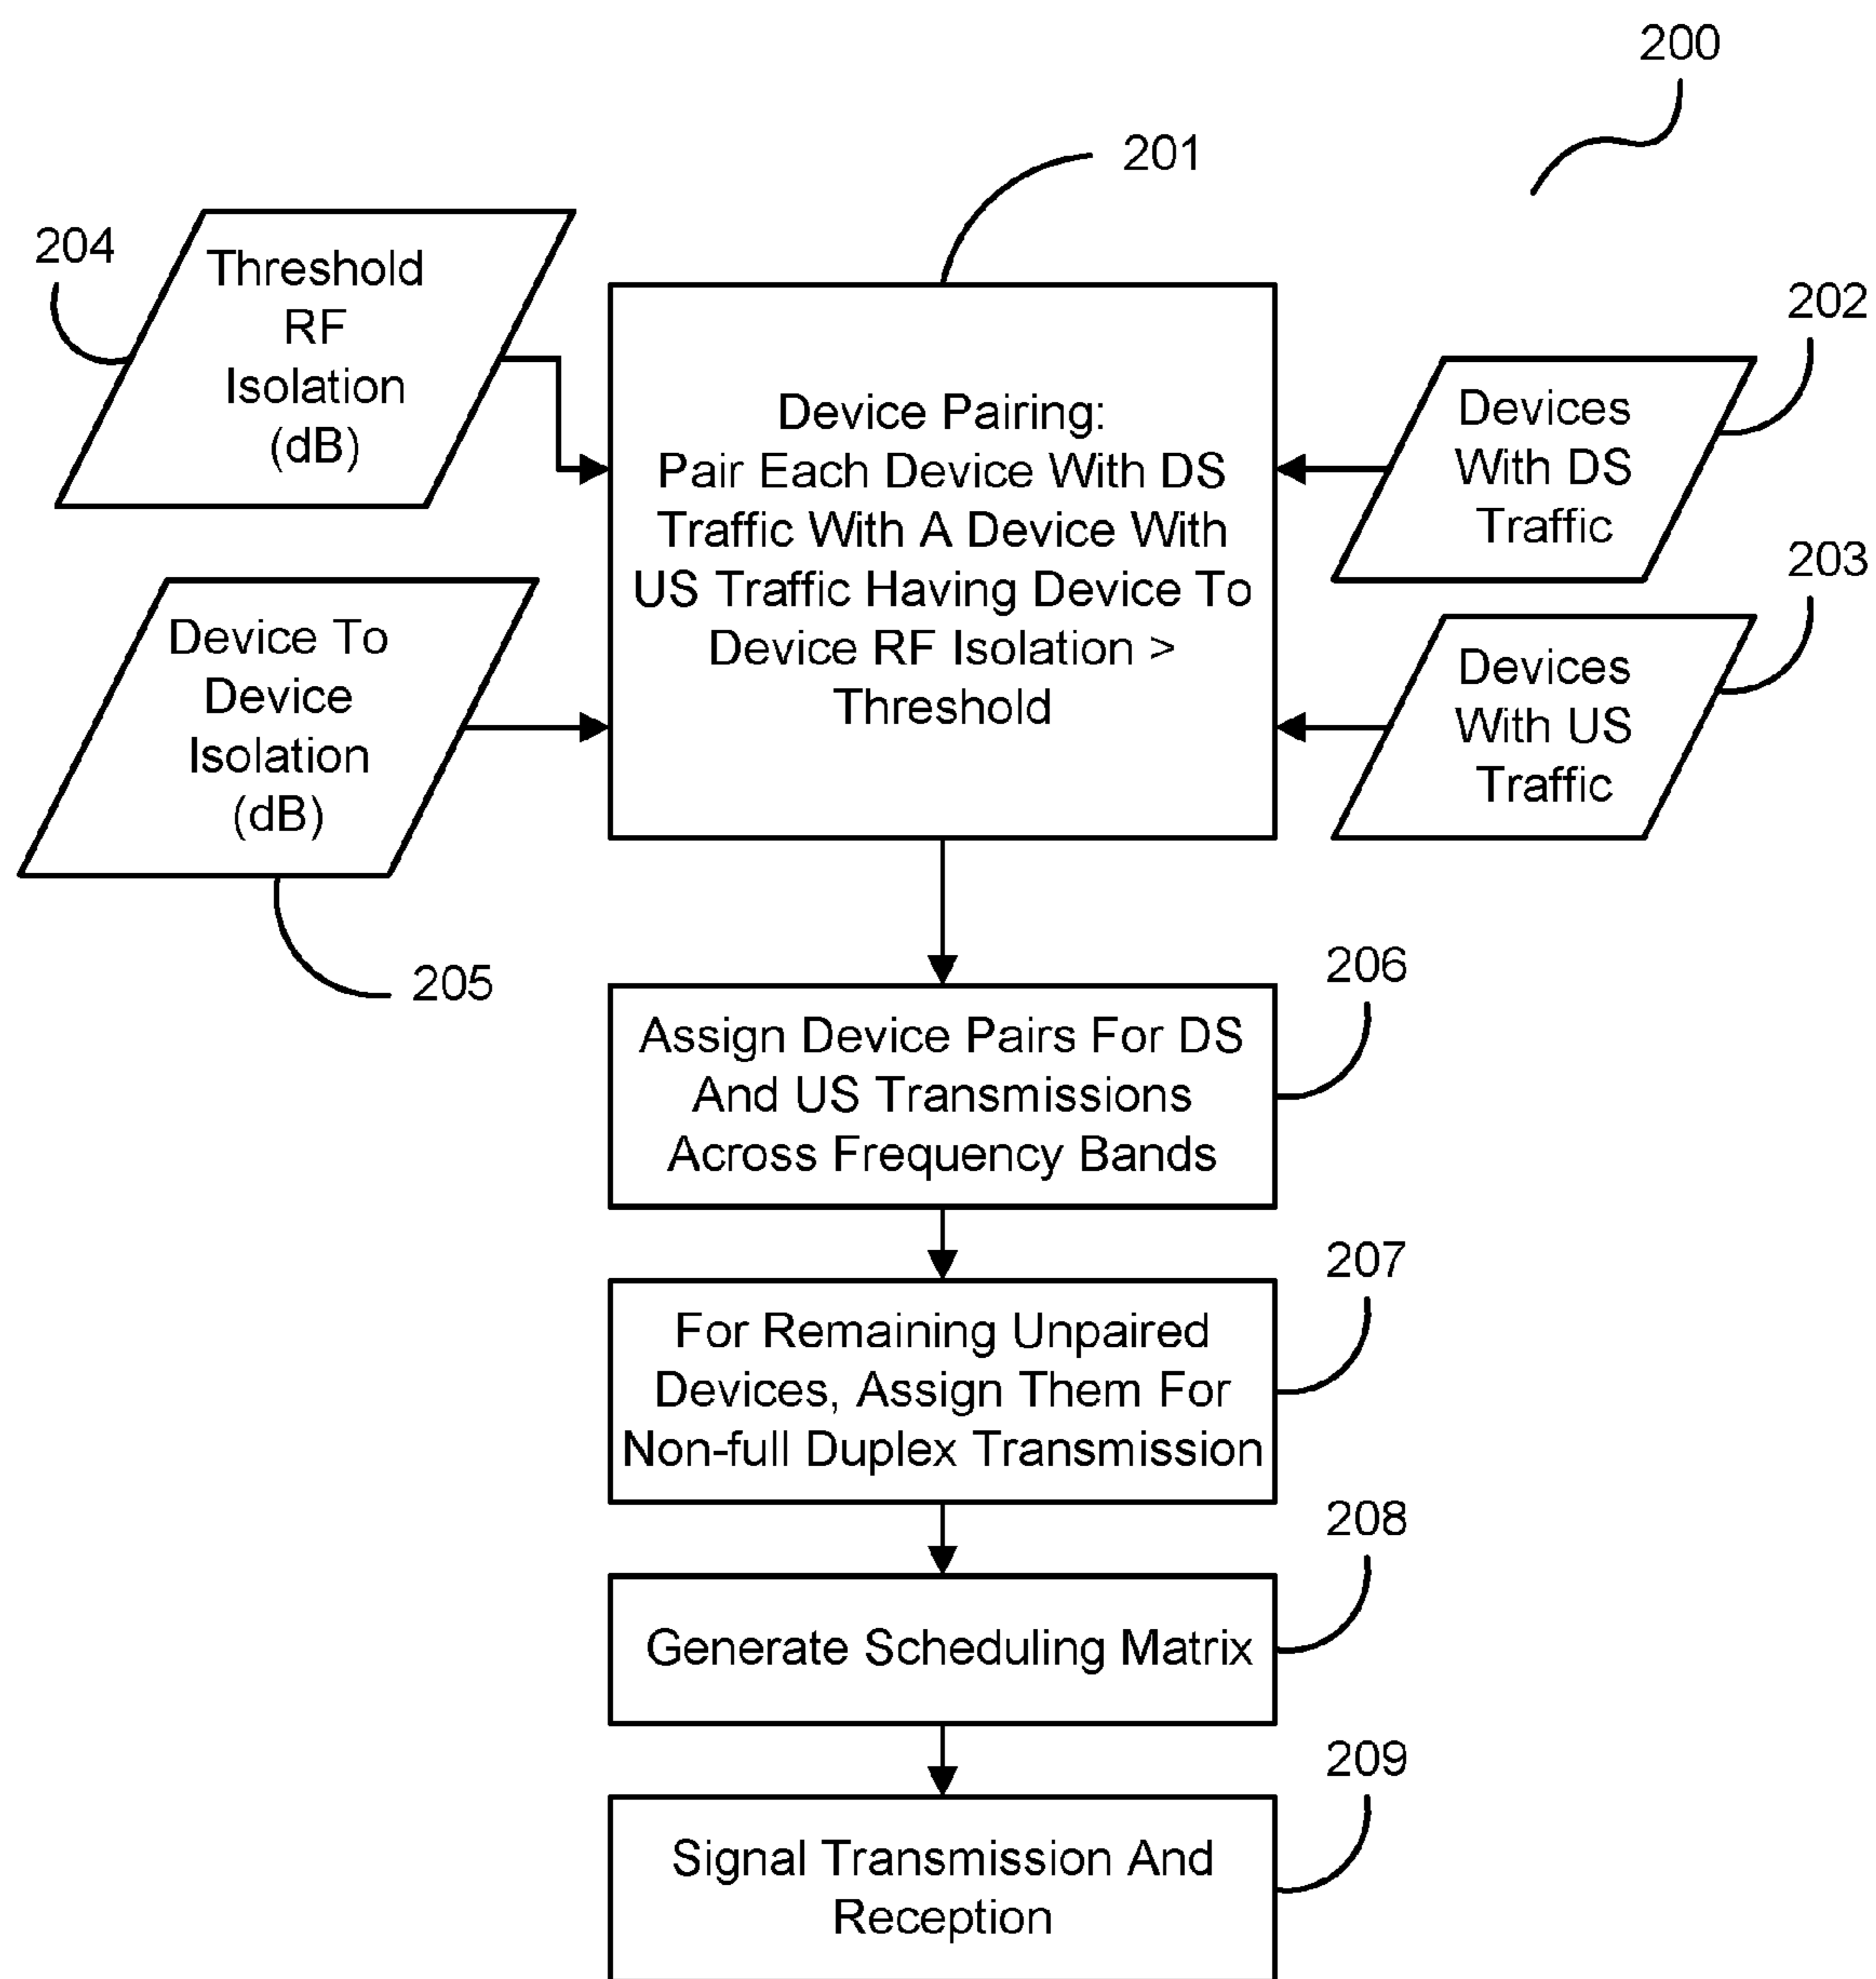 200
201
204
Threshold
RF
Isolation
(dB)
202
Devices
With DS
Traffic
Device Pairing:
Pair Each Device With DS
Traffic With A Device With
US Traffic Having Device To
Device RF Isolation >
Threshold
203
Devices
With US
Traffic
Device To
Device
Isolation
(dB)
205
206
Assign Device Pairs For DS
And US Transmissions
Across Frequency Bands
207
For Remaining Unpaired
Devices, Assign Them For
Non-full Duplex Transmission
208
Generate Scheduling Matrix
209
Signal Transmission And
Reception